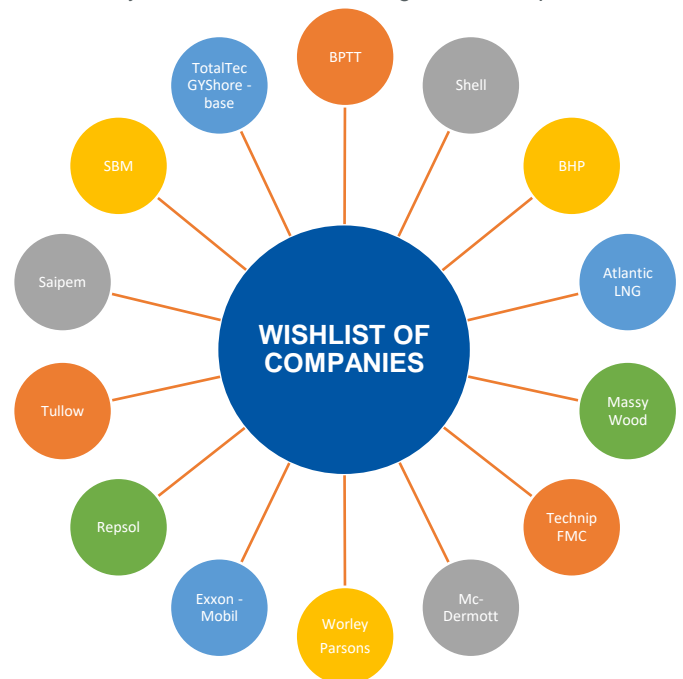 WISHLIST OF
COMPANIES
BPTT
Shell
BHP
Atlantic
LNG
Massy
Wood
Technip
FMC
Mc-
Dermott
Worley
Parsons
Exxon -
Mobil
Repsol
Tullow
Saipem
SBM
TotalTec
GYShore -
base